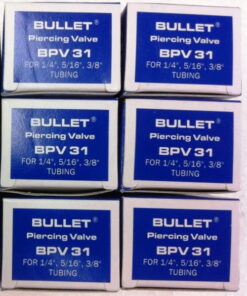 BULLET®
Piercing Valve
BPV 31
FOR 1/4", 5/16", 3/8"
TUBING
BULLET®
Piercing Valve
BPV 31
FOR 1/4", 5/16", 3/8"
TUBING
BULLET®
Piercing Valve
BPV 31
FOR 1/4", 5/16", 3/8"
TUBING
BULLET®
Piercing Valve
BPV 31
FOR 1/4", 5/16", 3/8"
TUBING
BULLET®
Piercing Valve
BPV 31
FOR 1/4", 5/16", 3/8"
TUBING
BULLET®
Piercing Valve
BPV 31
FOR 1/4", 5/16", 3/8"
TUBING